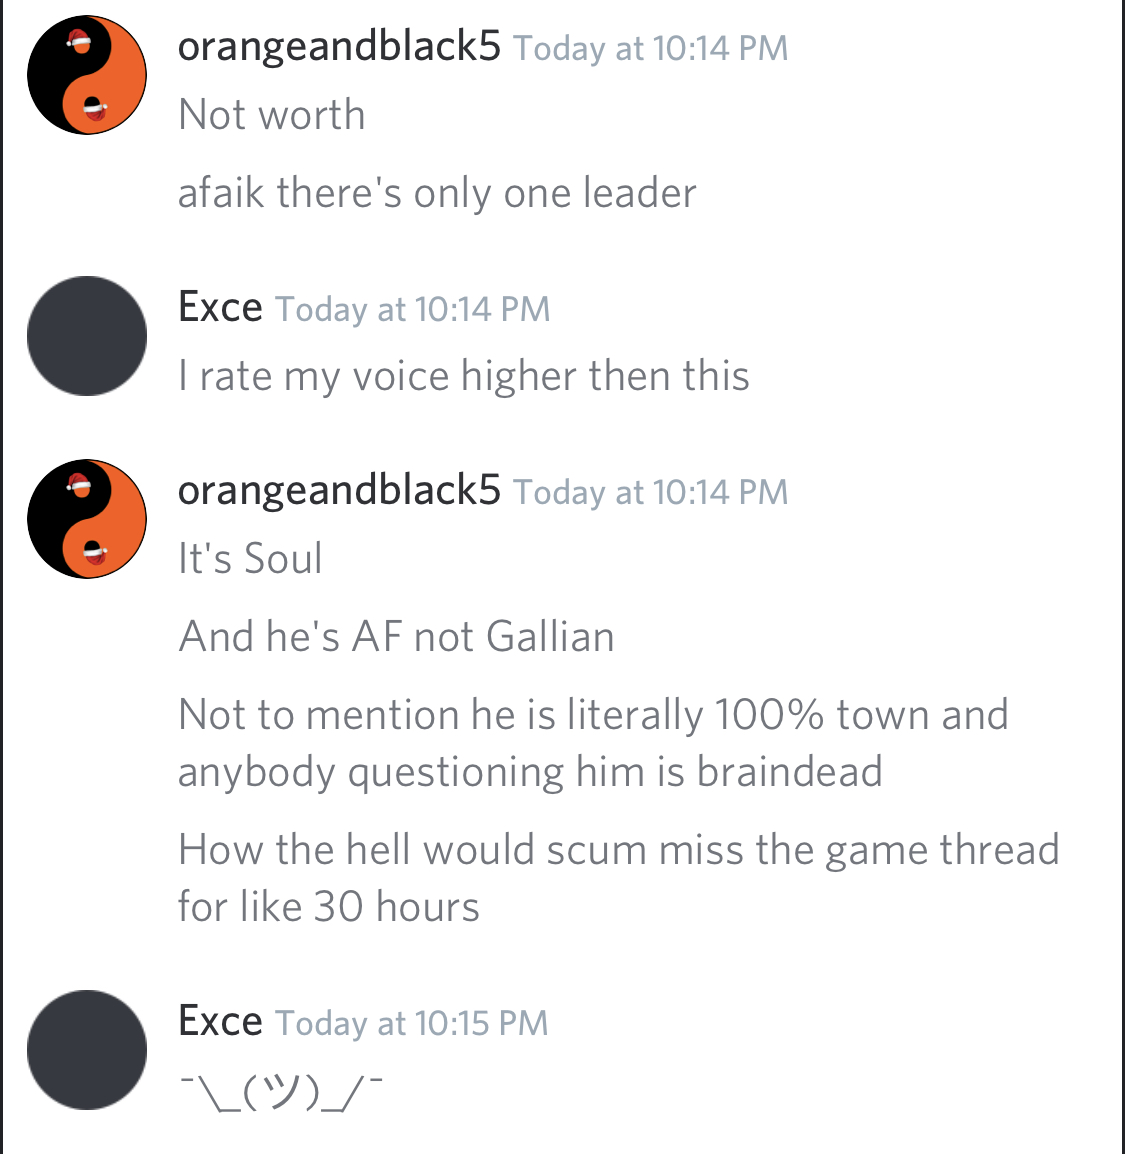 orangeandblack5 Today at 10:14 PM
Not worth
afaik there's only one leader
Exce Today at 10:14 PM
I rate my voice higher then this
orangeandblack5 Today at 10:14 PM
It's Soul
And he's AF not Gallian
Not to mention he is literally 100% town and
anybody questioning him is braindead
How the hell would scum miss the game thread
for like 30 hours
Exce Today at 10:15 PM
¯\_(ツ)_/¯